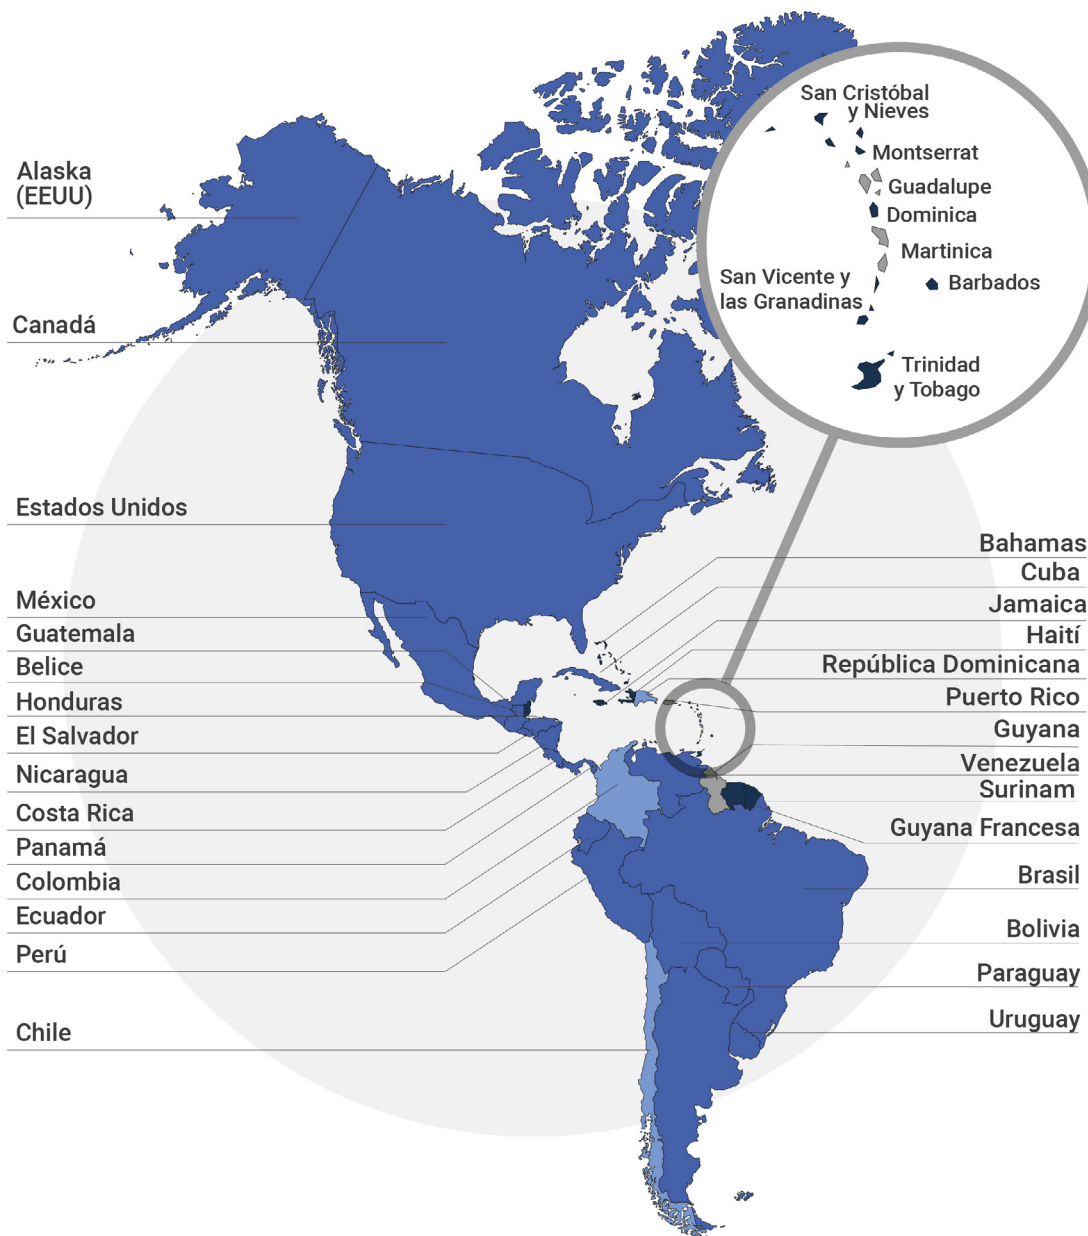 San Cristóbal
y Nieves
Montserrat
Guadalupe
Dominica
Martinica
San Vicente y
las Granadinas
Barbados
Trinidad
y Tobago
Alaska
(EEUU)
Canadá
Estados Unidos
México
Guatemala
Belice
Honduras
El Salvador
Nicaragua
Costa Rica
Panamá
Colombia
Ecuador
Perú
Chile
Bahamas
Cuba
Jamaica
Haití
República Dominicana
Puerto Rico
Guyana
Venezuela
Surinam
Guyana Francesa
Brasil
Bolivia
Paraguay
Uruguay